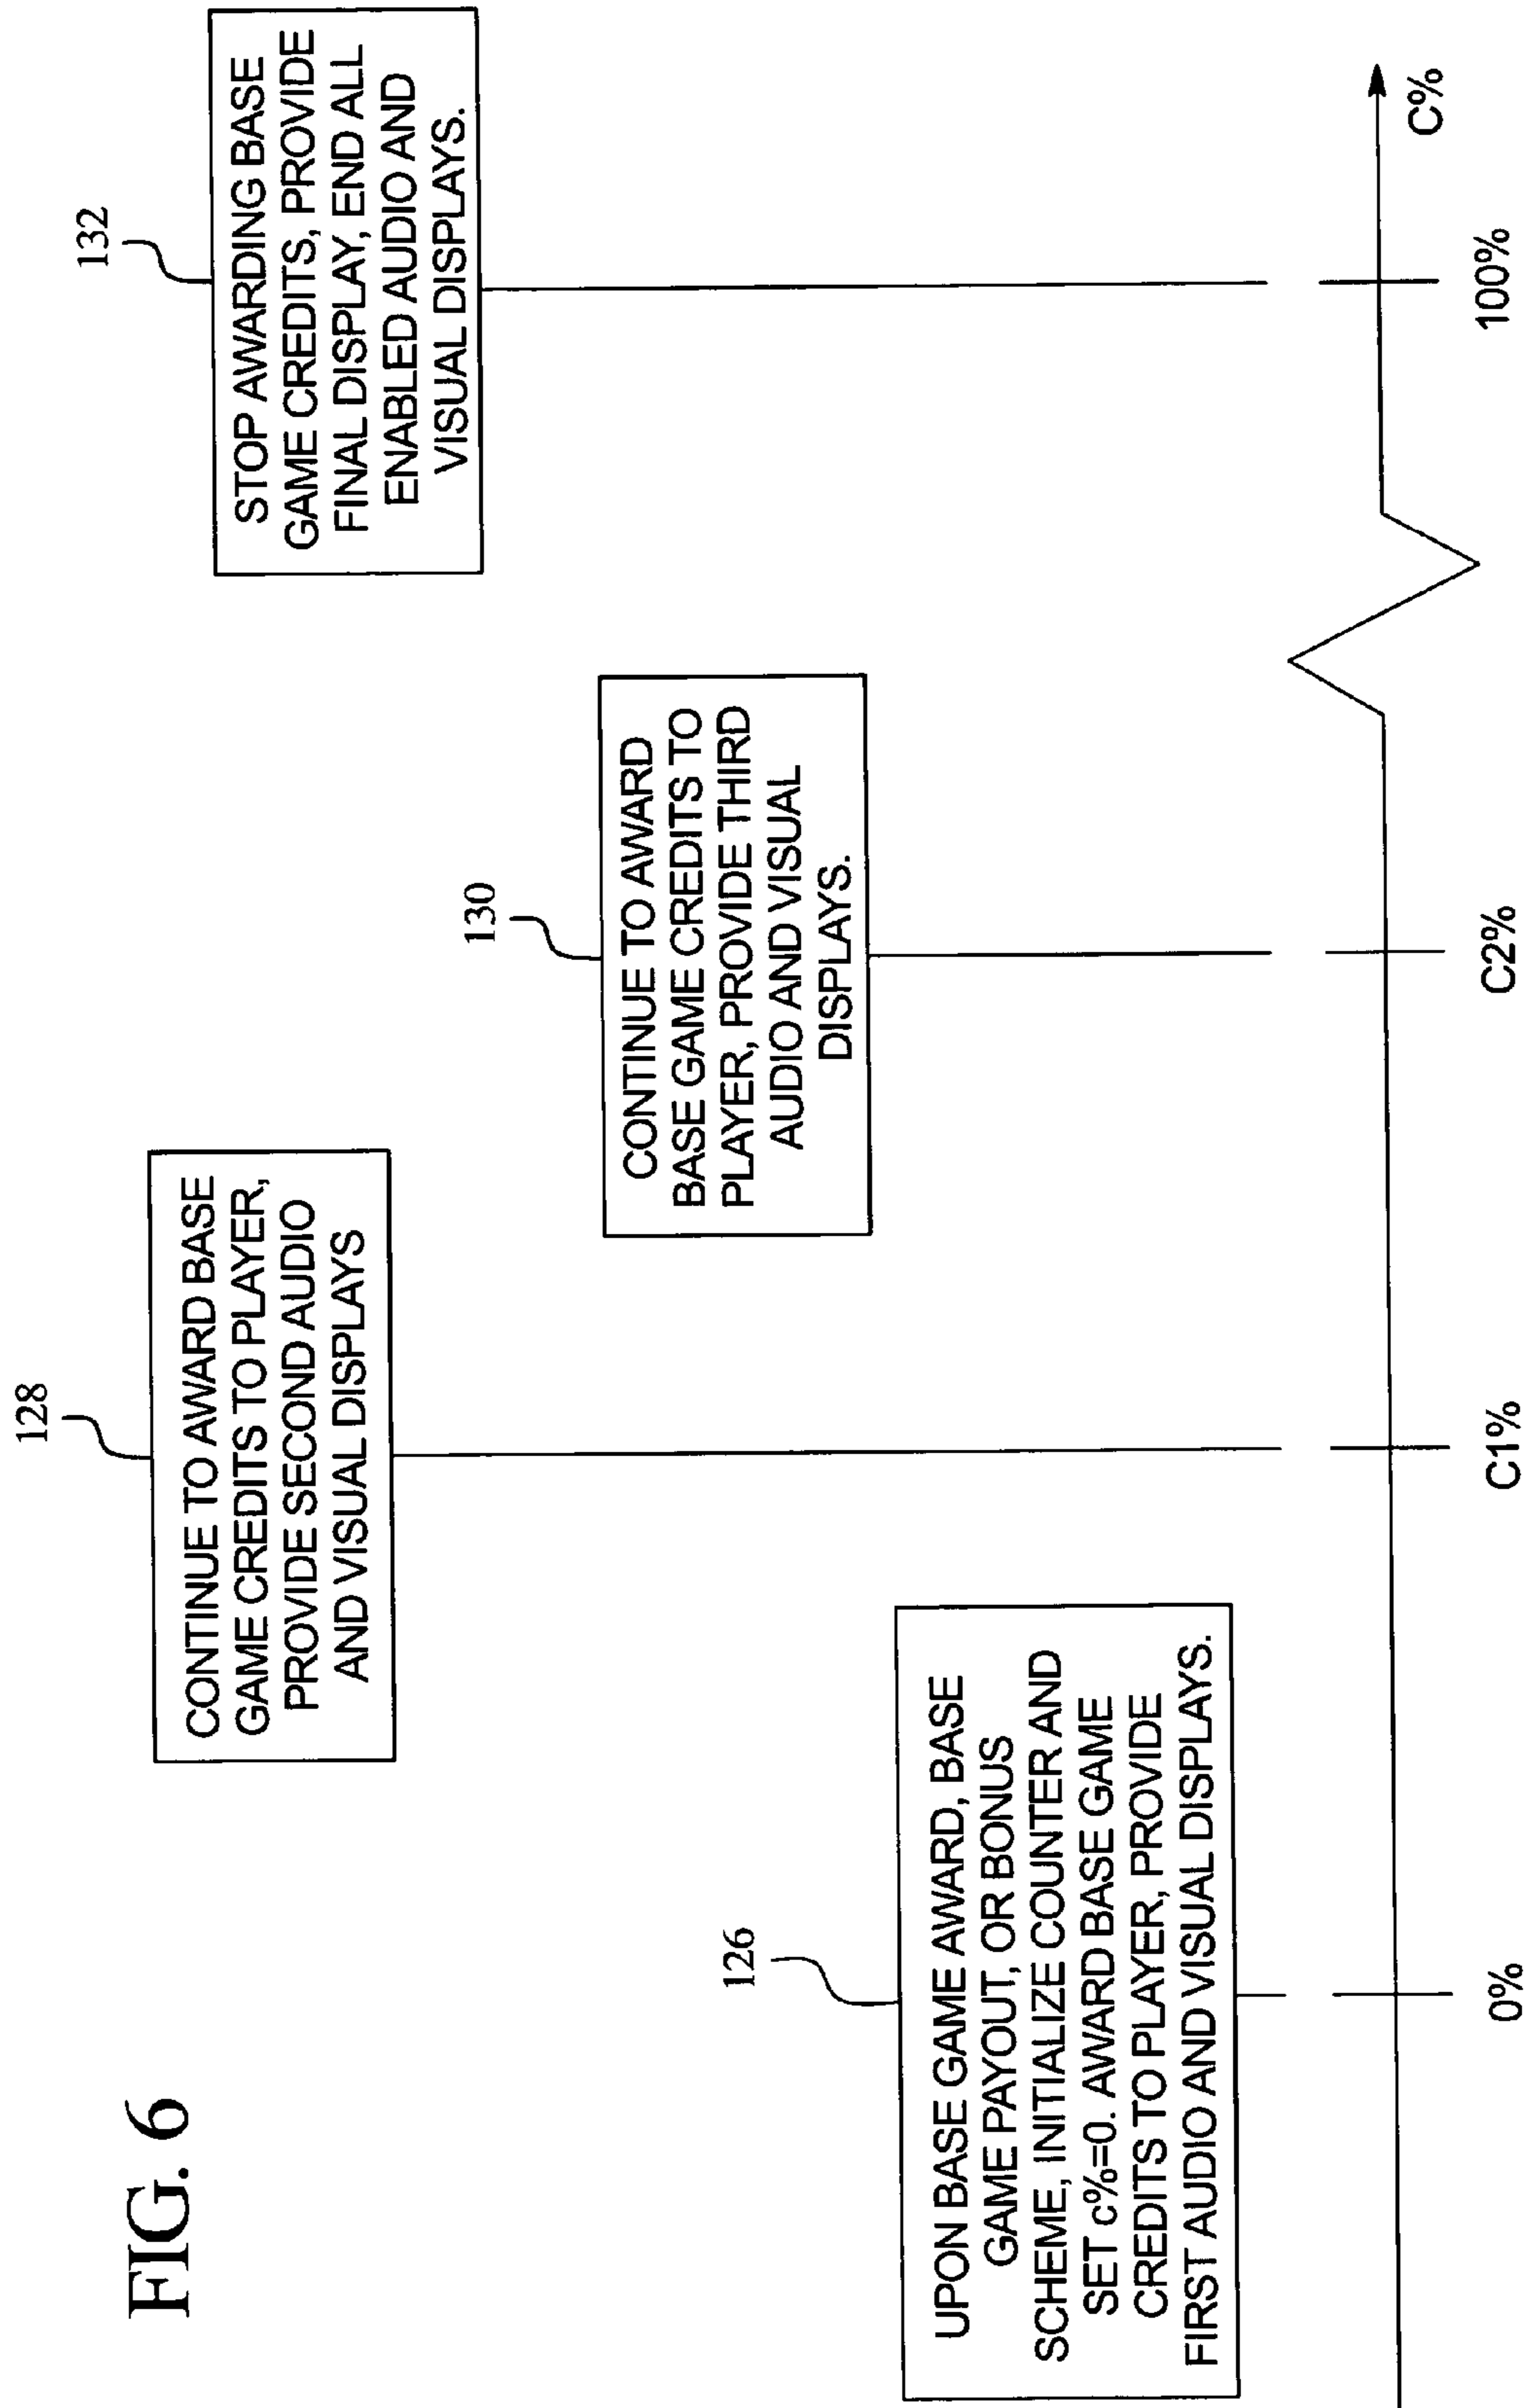 FIG. 6
126
UPON BASE GAME AWARD, BASE
GAME PAYOUT, OR BONUS
SCHEME, INITIALIZE COUNTER AND
SET c%=0. AWARD BASE GAME
CREDITS TO PLAYER, PROVIDE
FIRST AUDIO AND VISUAL DISPLAYS.
128
CONTINUE TO AWARD BASE
GAME CREDITS TO PLAYER,
PROVIDE SECOND AUDIO
AND VISUAL DISPLAYS
130
CONTINUE TO AWARD
BASE GAME CREDITS TO
PLAYER, PROVIDE THIRD
AUDIO AND VISUAL
DISPLAYS.
132
STOP AWARDING BASE
GAME CREDITS, PROVIDE
FINAL DISPLAY, END ALL
ENABLED AUDIO AND
VISUAL DISPLAYS.
0%
C1%
C2%
100%
C%